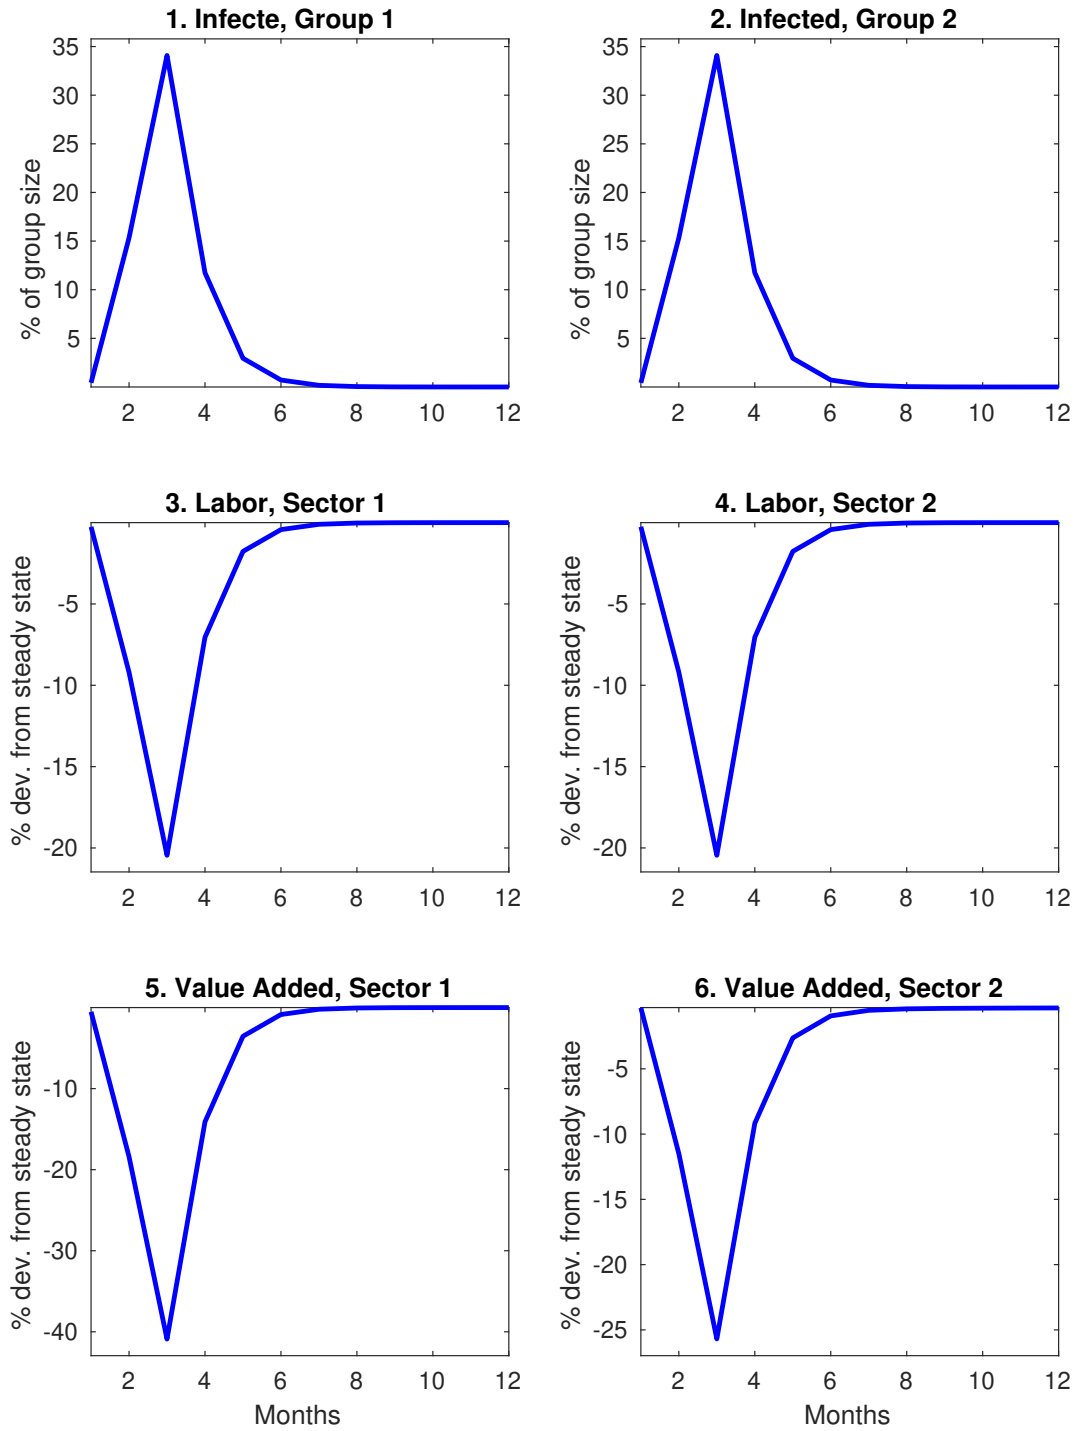 1. Infecte, Group 1
% of group size
35
30
25
20
15
10
5
2 4 6 8 10 12
2. Infected, Group 2
% of group size
35
30
25
20
15
10
5
2 4 6 8 10 12
3. Labor, Sector 1
% dev. from steady state
-5
-10
-15
-20
2 4 6 8 10 12
4. Labor, Sector 2
% dev. from steady state
-5
-10
-15
-20
2 4 6 8 10 12
5. Value Added, Sector 1
% dev. from steady state
-10
-20
-30
-40
2 4 6 8 10 12
Months
6. Value Added, Sector 2
% dev. from steady state
-5
-10
-15
-20
-25
2 4 6 8 10 12
Months